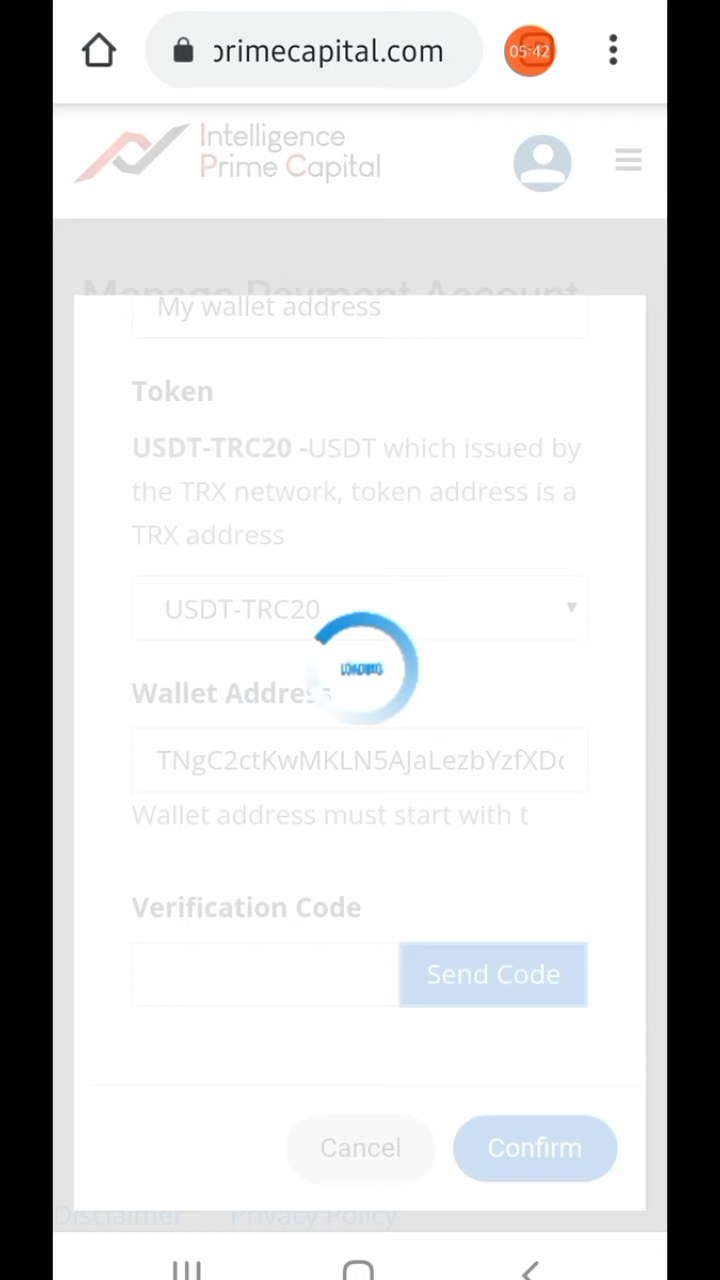 primecapital.com
05:42
Intelligence
Prime Capital
Manage Payment Account
My wallet address
Token
USDT-TRC20 -USDT which issued by
the TRX network, token address is a
TRX address
USDT-TRC20
LOADING
Wallet Address
TNgC2ctKwMKLN5AJaLezbYzfXD
Wallet address must start with t
Verification Code
Send Code
Cancel
Confirm
Disclaimer
Privacy Policy